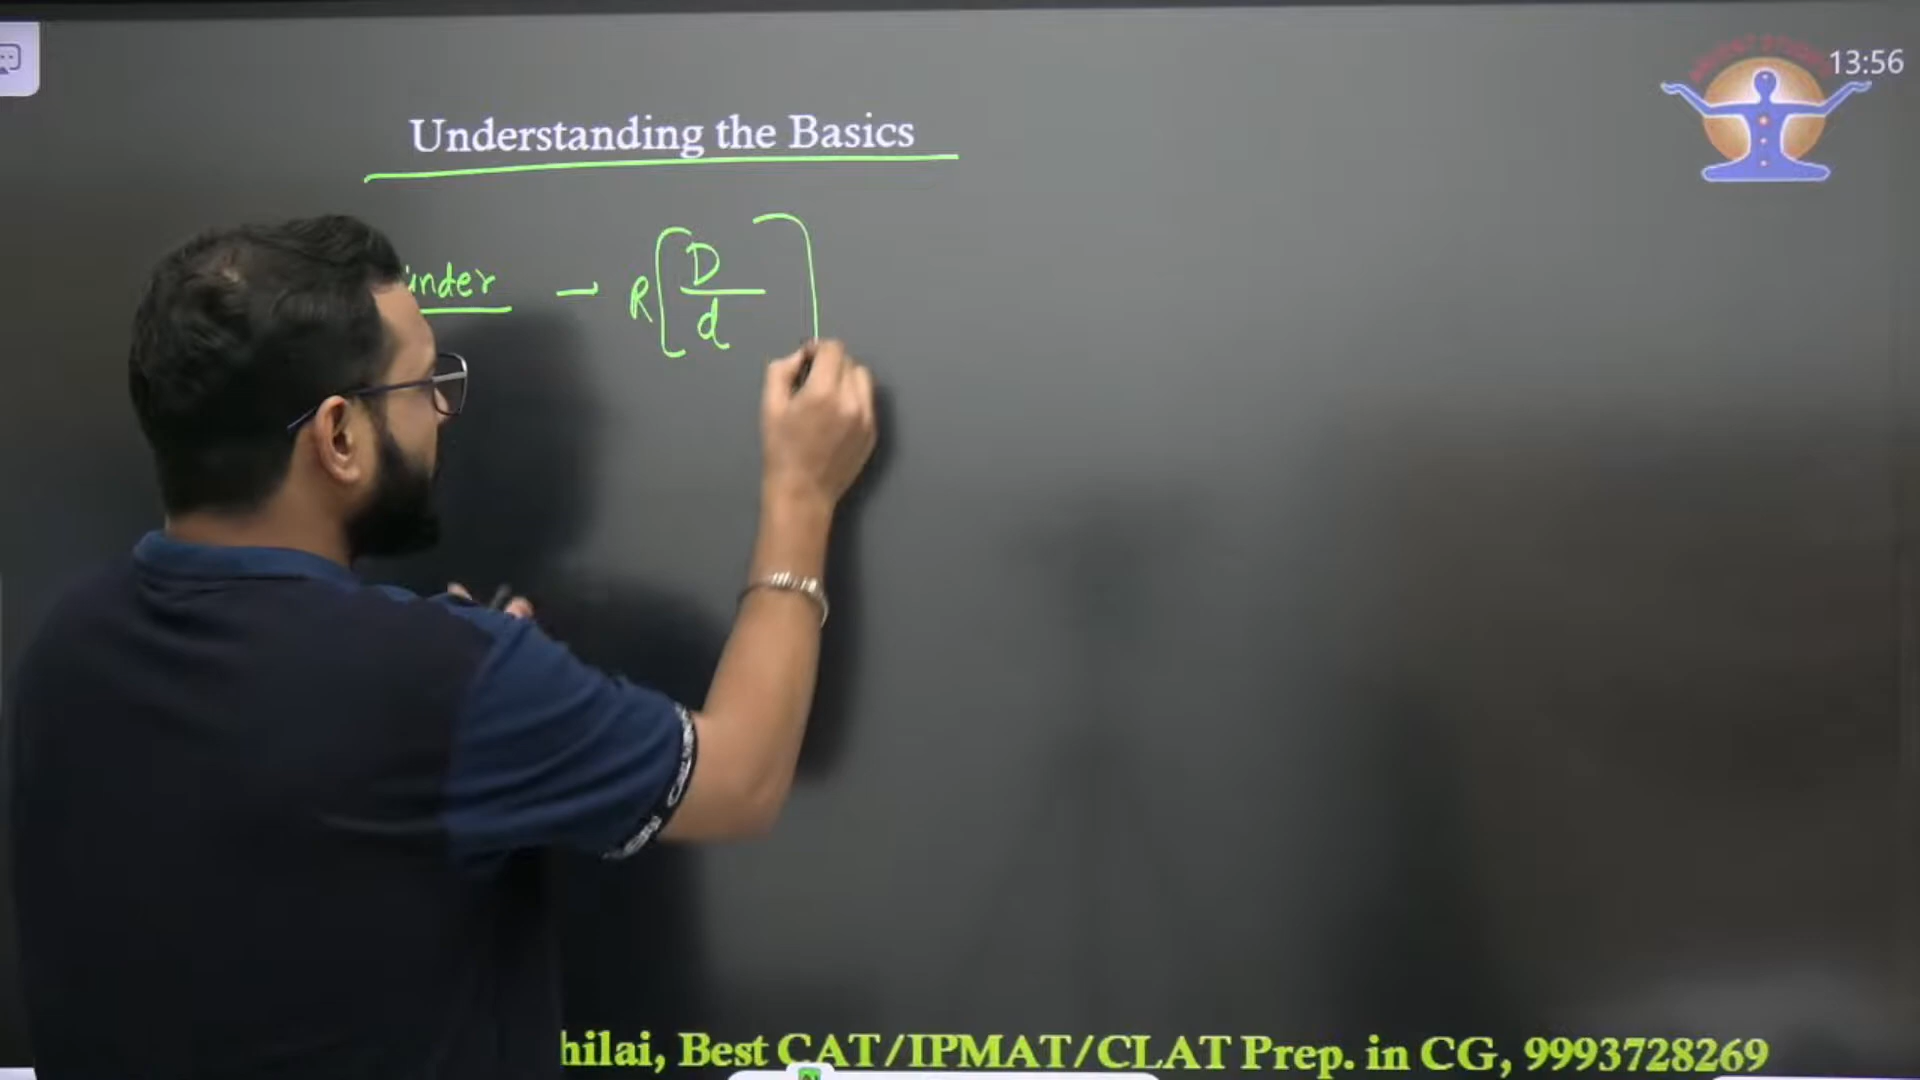 13:56
Understanding the Basics
inder → R[D/d]
hilai, Best CAT/IPMAT/CLAT Prep. in CG, 9993728269